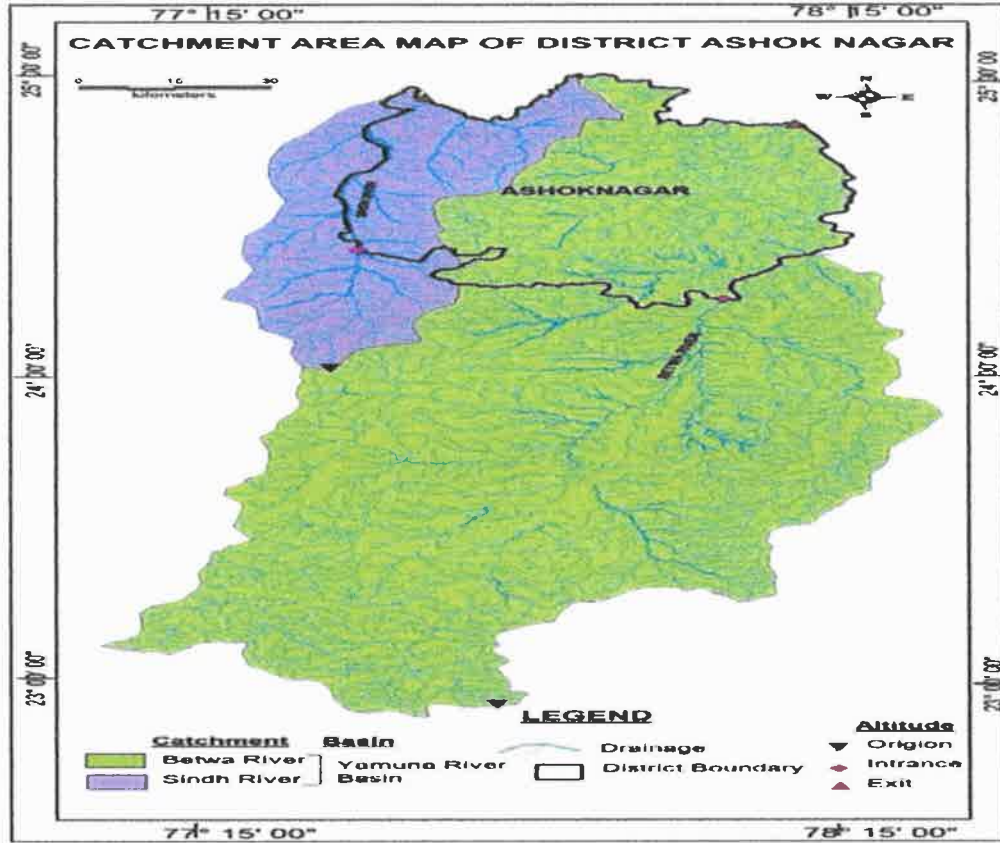 77° 15' 00"
78° 15' 00"
CATCHMENT AREA MAP OF DISTRICT ASHOK NAGAR
25° 00' 00"
25° 00' 00
0 15 30
Kilometers
N
W E
S
ASHOKNAGAR
24° 00' 00"
24° 00' 00"
23° 00' 00"
23° 00' 00"
LEGEND
Catchment Basin
Betwa River
Sindh River
Yamuna River
Basin
Drainage
District Boundary
Altitude
Origion
Intrance
Exit
77° 15' 00"
78° 15' 00"